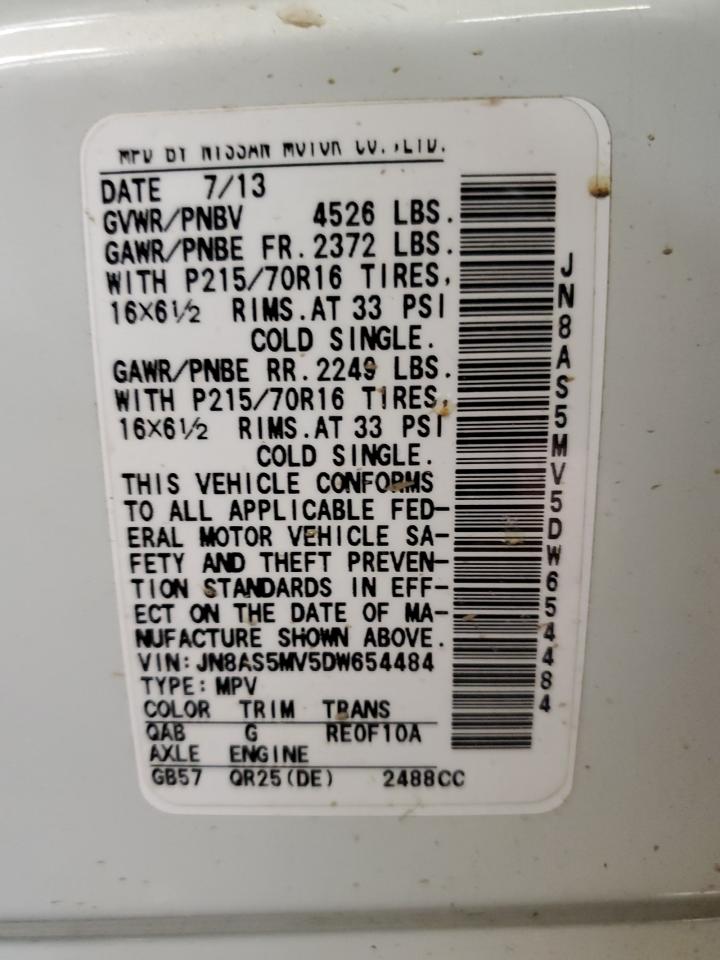 MFD BY NISSAN MOTOR CO.,LTD.
DATE 7/13
GVWR/PNBV 4526 LBS.
GAWR/PNBE FR.2372 LBS.
WITH P215/70R16 TIRES,
16×6½ RIMS.AT 33 PSI
COLD SINGLE.
GAWR/PNBE RR.2249 LBS.
WITH P215/70R16 TIRES,
16×6½ RIMS.AT 33 PSI
COLD SINGLE.
THIS VEHICLE CONFORMS
TO ALL APPLICABLE FED-
ERAL MOTOR VEHICLE SA-
FETY AND THEFT PREVEN-
TION STANDARDS IN EFF-
ECT ON THE DATE OF MA-
NUFACTURE SHOWN ABOVE.
VIN:JN8AS5MV5DW654484
TYPE:MPV
COLOR TRIM TRANS
QAB G RE0F10A
AXLE ENGINE
GB57 QR25(DE) 2488CC
JN8AS5MV5DW654484